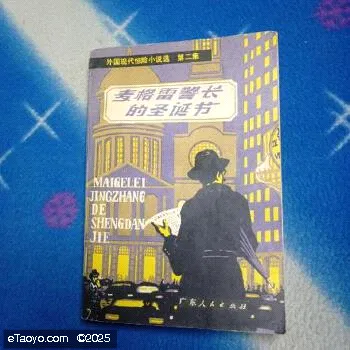 外国现代惊险小说选 第二集
麦格雷警长
的圣诞节
MAIGELEI
JINGZHANG
DE
SHENGDAN
JIE
广东人民出版社
eTaoyo.com ©2025